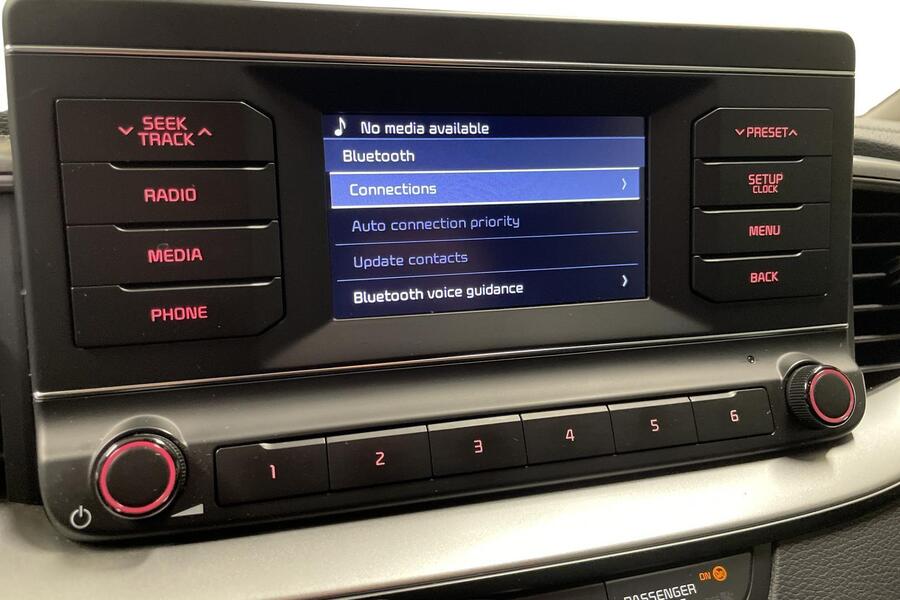 SEEK
TRACK
RADIO
MEDIA
PHONE
No media available
Bluetooth
Connections
Auto connection priority
Update contacts
Bluetooth voice guidance
PRESET
SETUP
CLOCK
MENU
BACK
1 2 3 4 5 6
PASSENGER
ON